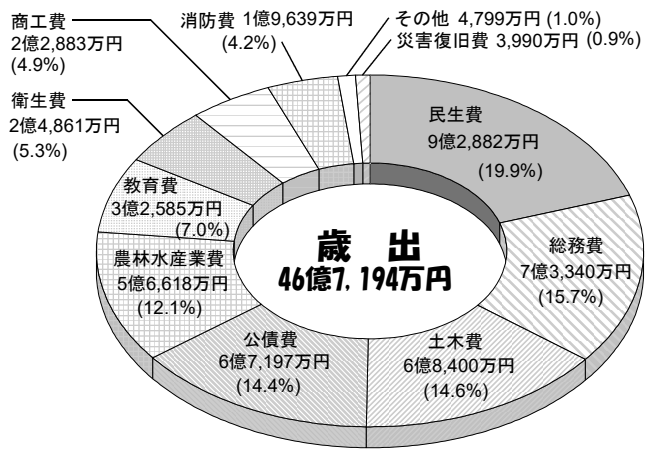 商工費
2億2,883万円
(4.9%)
消防費 1億9,639万円
(4.2%)
その他 4,799万円 (1.0%)
災害復旧費 3,990万円 (0.9%)
衛生費
2億4,861万円
(5.3%)
民生費
9億2,882万円
(19.9%)
教育費
3億2,585万円
(7.0%)
歳　出
46億7,194万円
農林水産業費
5億6,618万円
(12.1%)
総務費
7億3,340万円
(15.7%)
公債費
6億7,197万円
(14.4%)
土木費
6億8,400万円
(14.6%)